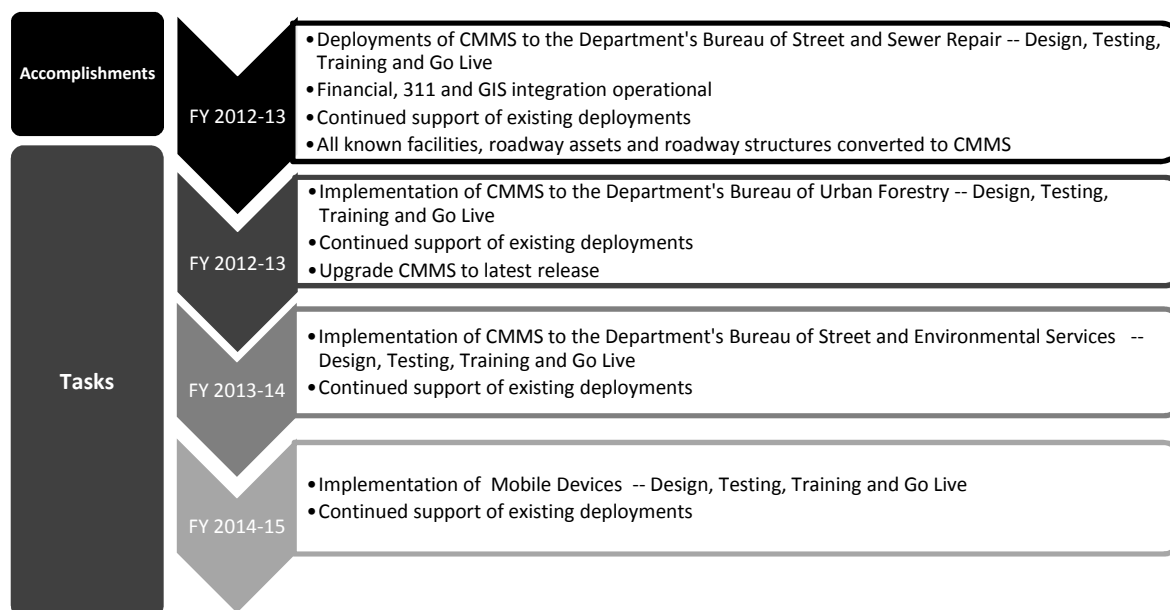 Accomplishments
FY 2012-13
•Deployments of CMMS to the Department's Bureau of Street and Sewer Repair -- Design, Testing,
Training and Go Live
•Financial, 311 and GIS integration operational
•Continued support of existing deployments
•All known facilities, roadway assets and roadway structures converted to CMMS
Tasks
FY 2012-13
•Implementation of CMMS to the Department's Bureau of Urban Forestry -- Design, Testing,
Training and Go Live
•Continued support of existing deployments
•Upgrade CMMS to latest release
FY 2013-14
•Implementation of CMMS to the Department's Bureau of Street and Environmental Services --
Design, Testing, Training and Go Live
•Continued support of existing deployments
FY 2014-15
•Implementation of Mobile Devices -- Design, Testing, Training and Go Live
•Continued support of existing deployments